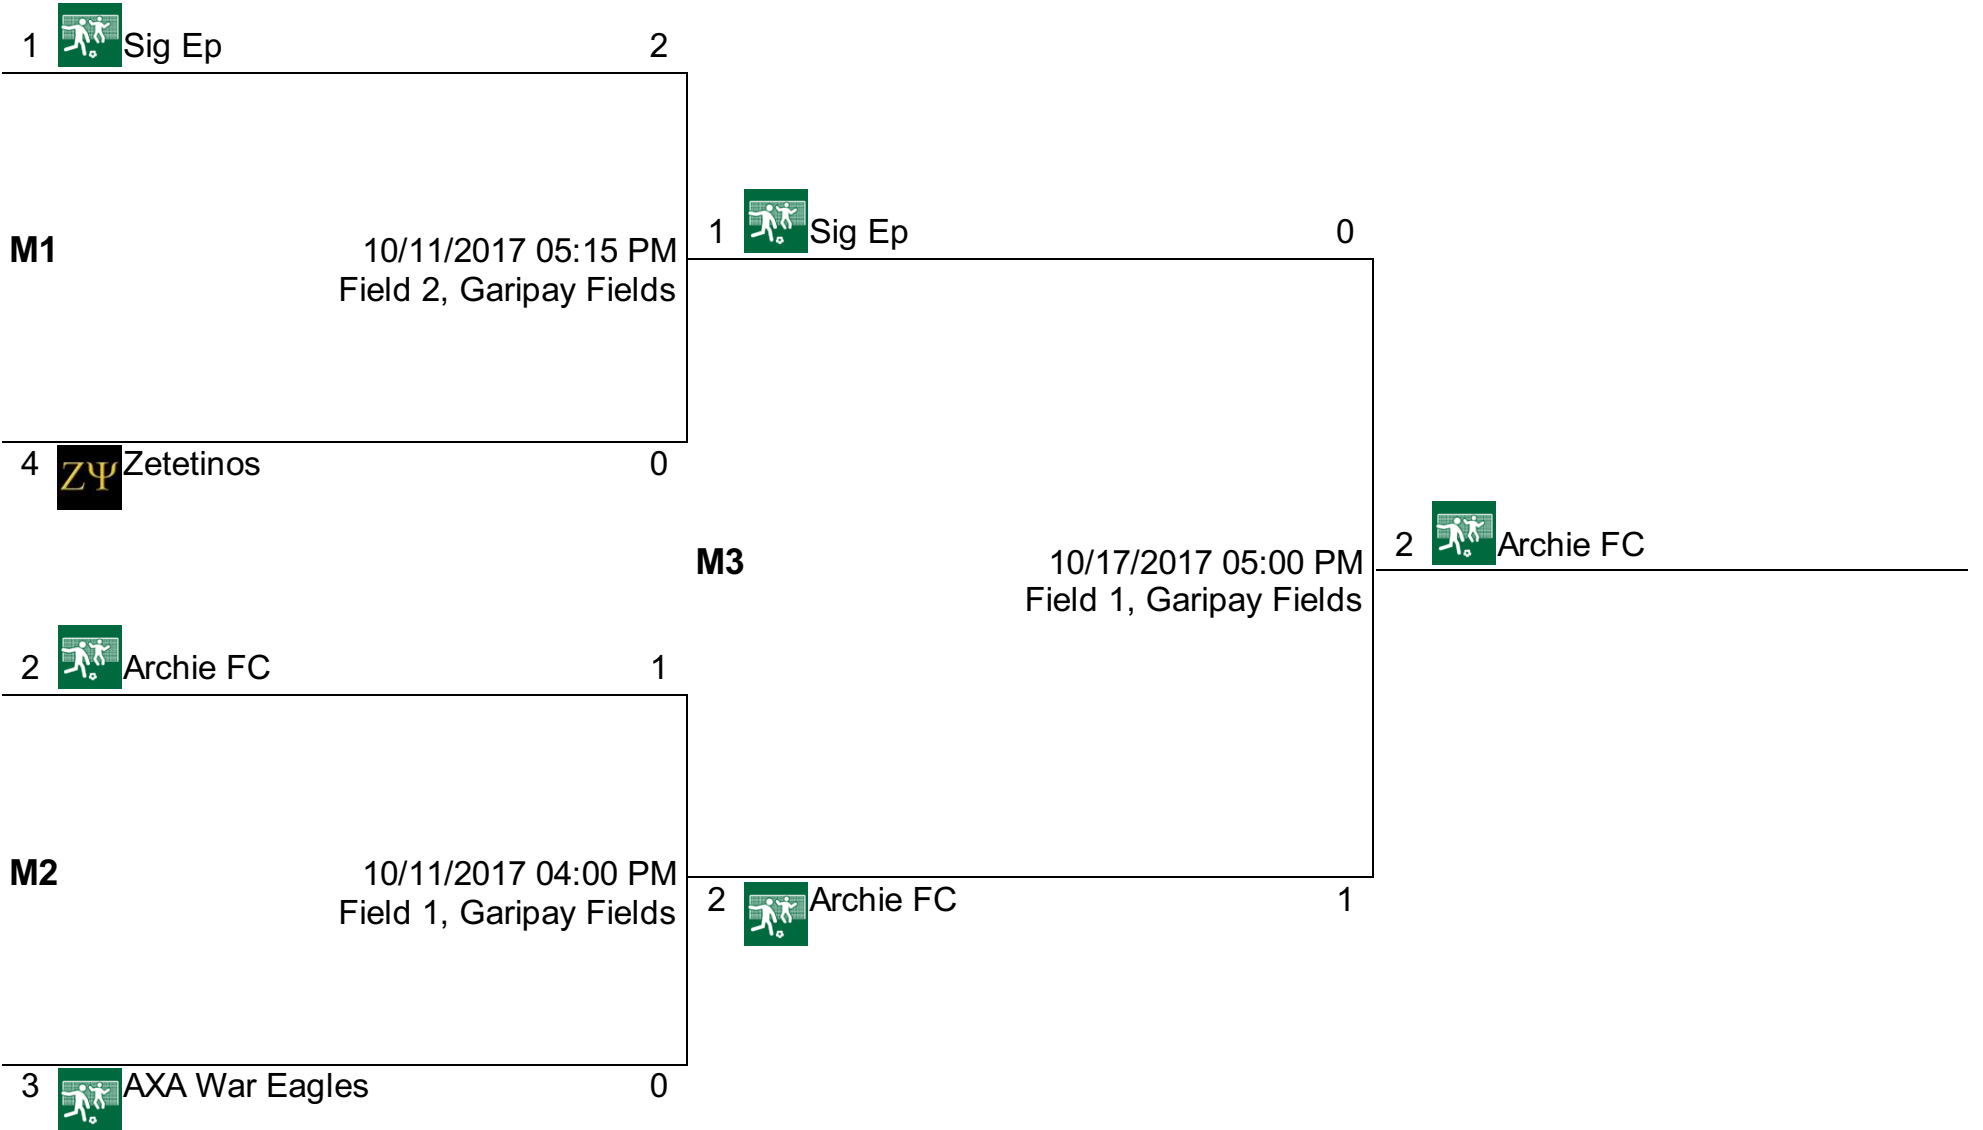 1 Sig Ep 2
M1 10/11/2017 05:15 PM
Field 2, Garipay Fields
4 ΖΨ Zetetinos 0
1 Sig Ep 0
M3 10/17/2017 05:00 PM
Field 1, Garipay Fields
2 Archie FC
2 Archie FC 1
M2 10/11/2017 04:00 PM
Field 1, Garipay Fields
3 AXA War Eagles 0
2 Archie FC 1